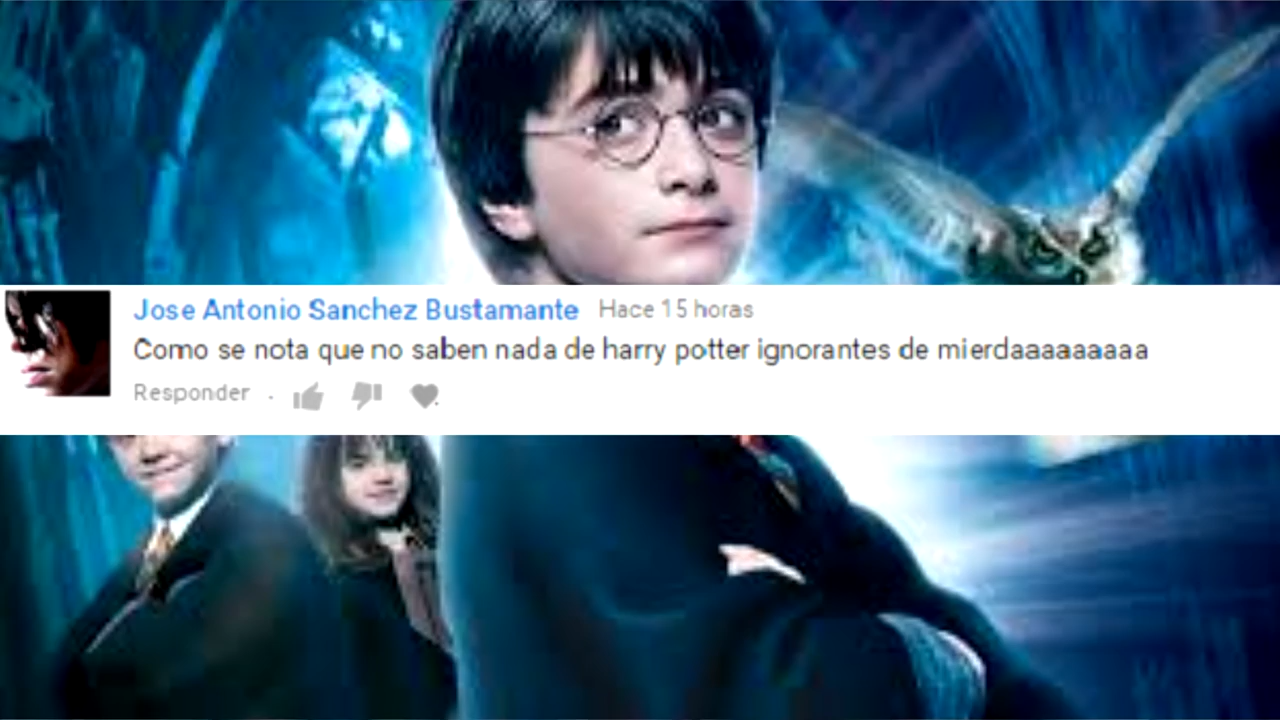 Jose Antonio Sanchez Bustamante Hace 15 horas
Como se nota que no saben nada de harry potter ignorantes de mierdaaaaaaaaa
Responder .